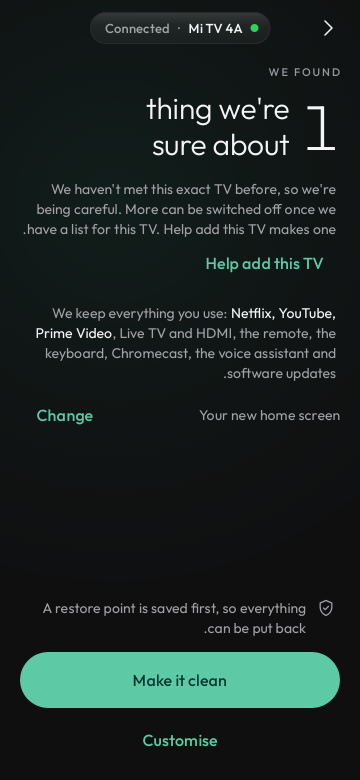 Connected · Mi TV 4A
WE FOUND
1
thing we're
sure about
We haven't met this exact TV before, so we're
being careful. More can be switched off once we
.have a list for this TV. Help add this TV makes one
Help add this TV
We keep everything you use: Netflix, YouTube,
Prime Video, Live TV and HDMI, the remote, the
keyboard, Chromecast, the voice assistant and
.software updates
Your new home screen
Change
A restore point is saved first, so everything
.can be put back
Make it clean
Customise